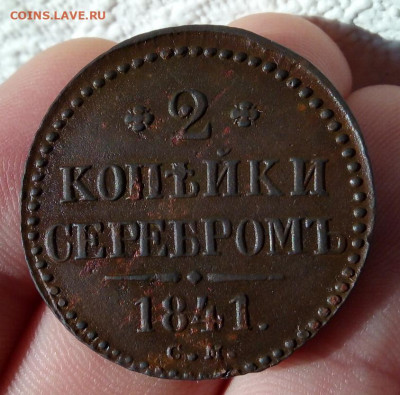 COINS.LAVE.RU
2
КОПѢЙКИ
СЕРЕБРОМЪ
1841.
С.М.